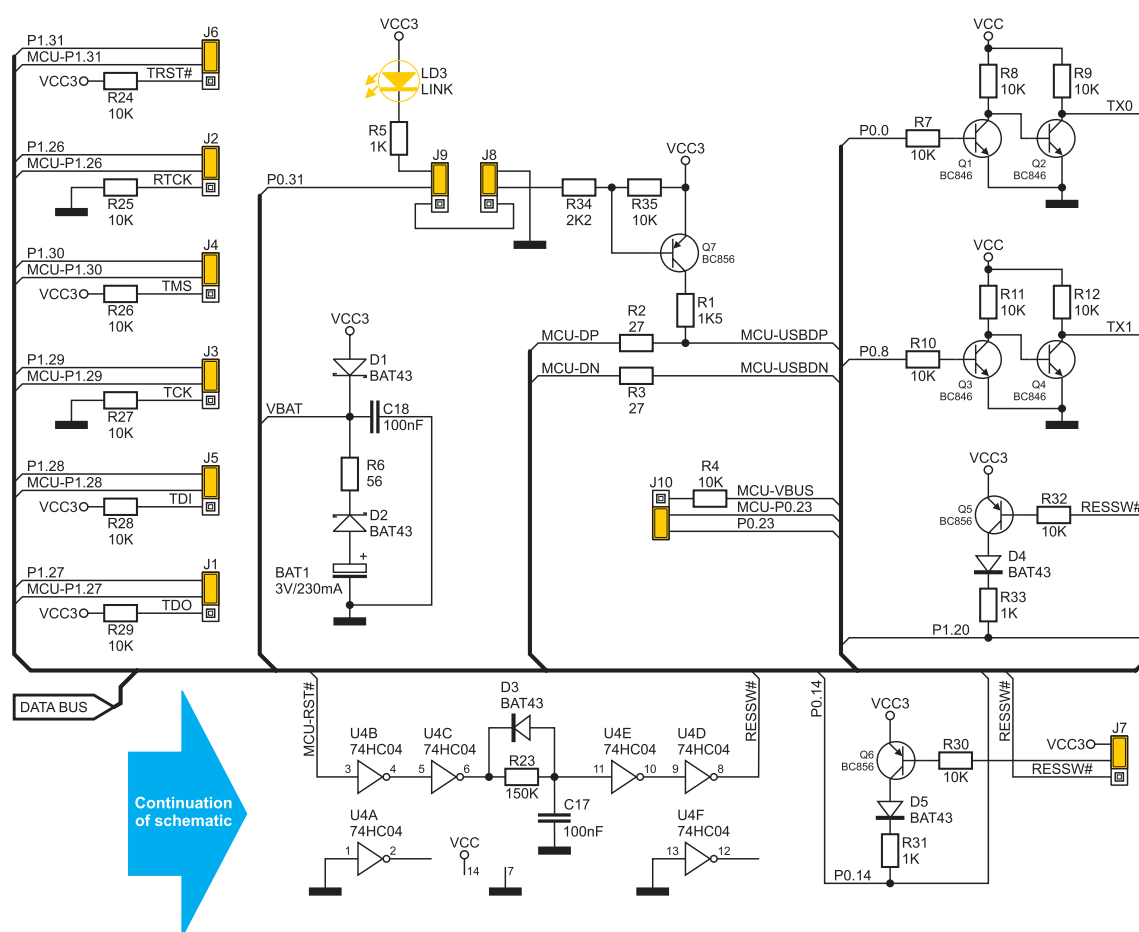 P1.31
MCU-P1.31
VCC3
TRST#
R24
10K
J6
P1.26
MCU-P1.26
RTCK
R25
10K
J2
P1.30
MCU-P1.30
VCC3
TMS
R26
10K
J4
P1.29
MCU-P1.29
TCK
R27
10K
J3
P1.28
MCU-P1.28
VCC3
TDI
R28
10K
J5
P1.27
MCU-P1.27
VCC3
TDO
R29
10K
J1
DATA BUS
VCC3
LD3
LINK
R5
1K
J9
J8
P0.31
R34
2K2
R35
10K
VCC3
Q7
BC856
R1
1K5
VCC3
D1
BAT43
VBAT
C18
100nF
R6
56
D2
BAT43
+
BAT1
3V/230mA
MCU-DP
R2
27
MCU-USBDP
MCU-DN
R3
27
MCU-USBDN
J10
R4
10K
MCU-VBUS
MCU-P0.23
P0.23
VCC
R8
10K
R9
10K
TX0
P0.0
R7
10K
Q1
BC846
Q2
BC846
VCC
R11
10K
R12
10K
TX1
P0.8
R10
10K
Q3
BC846
Q4
BC846
VCC3
Q5
BC856
R32
10K
RESSW#
D4
BAT43
R33
1K
P1.20
Continuation
of schematic
MCU-RST#
U4B
74HC04
3
4
U4C
74HC04
5
6
D3
BAT43
R23
150K
C17
100nF
U4E
74HC04
11
10
U4D
74HC04
9
8
RESSW#
U4A
74HC04
1
2
VCC
14
7
U4F
74HC04
13
12
P0.14
VCC3
Q6
BC856
R30
10K
D5
BAT43
R31
1K
P0.14
RESSW#
J7
VCC3
RESSW#